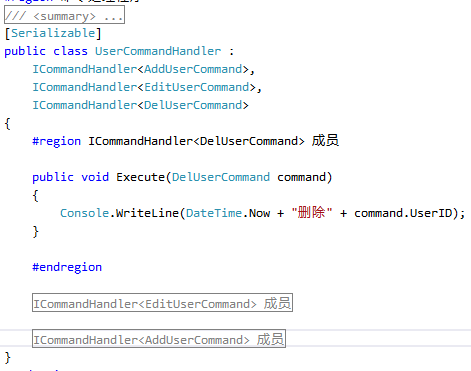 /// <summary> ...
[Serializable]
public class UserCommandHandler :
ICommandHandler<AddUserCommand>,
ICommandHandler<EditUserCommand>,
ICommandHandler<DelUserCommand>
{
#region ICommandHandler<DelUserCommand> 成员
public void Execute(DelUserCommand command)
{
Console.WriteLine(DateTime.Now + "删除" + command.UserID);
}
#endregion
ICommandHandler<EditUserCommand> 成员
ICommandHandler<AddUserCommand> 成员
}